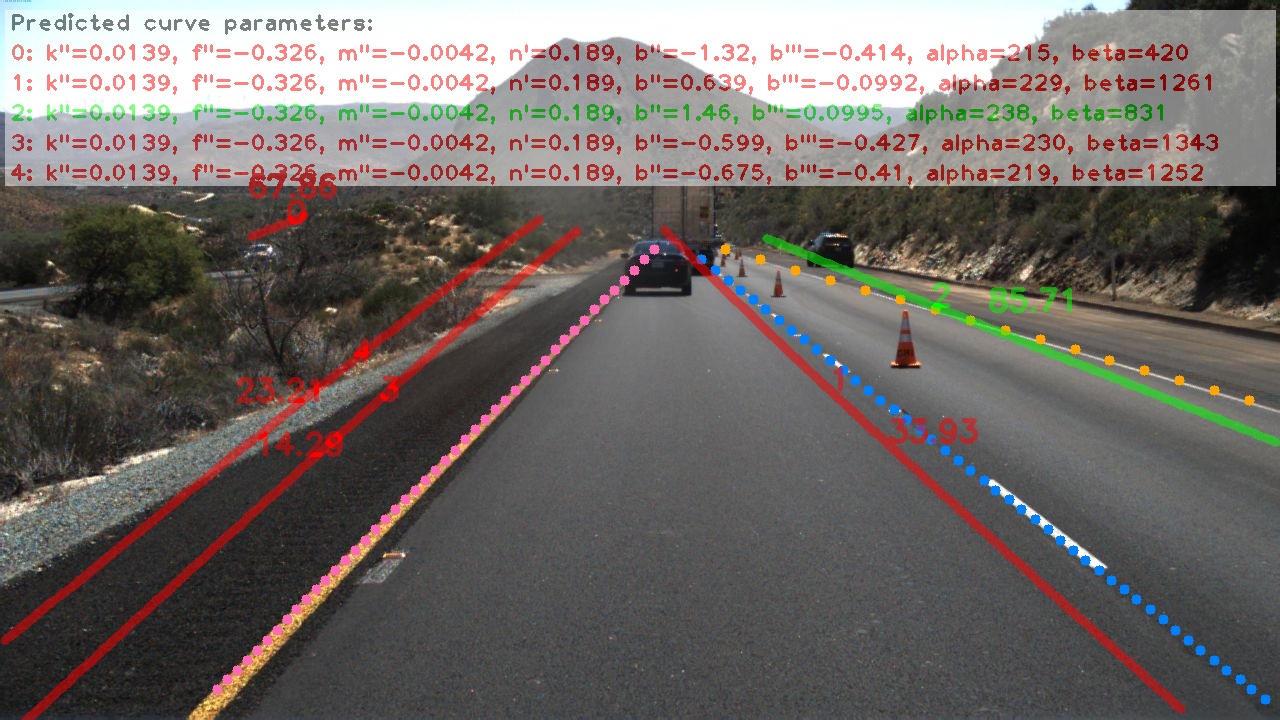 Predicted curve parameters:
0: k''=0.0139, f''=-0.326, m''=-0.0042, n'=0.189, b''=-1.32, b'''=-0.414, alpha=215, beta=420
1: k''=0.0139, f''=-0.326, m''=-0.0042, n'=0.189, b''=0.639, b'''=-0.0992, alpha=229, beta=1261
2: k''=0.0139, f''=-0.326, m''=-0.0042, n'=0.189, b''=1.46, b'''=0.0995, alpha=238, beta=831
3: k''=0.0139, f''=-0.326, m''=-0.0042, n'=0.189, b''=-0.599, b'''=-0.427, alpha=230, beta=1343
4: k''=0.0139, f''=-0.326, m''=-0.0042, n'=0.189, b''=-0.675, b'''=-0.41, alpha=219, beta=1252
67.86
0
2 85.71
4
23.21
3
1
14.29
33.93